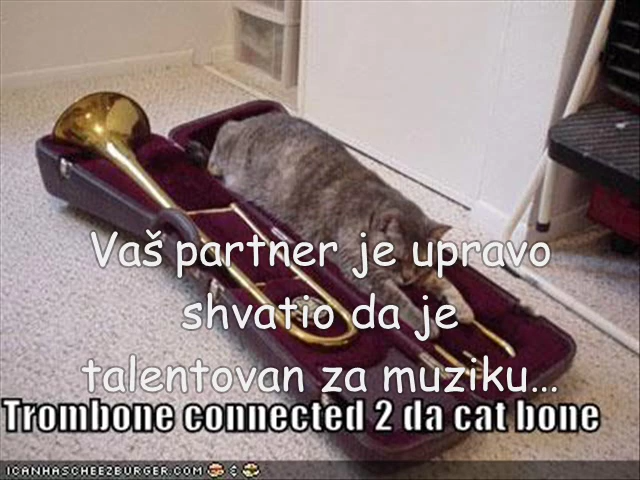 Vaš partner je upravo
shvatio da je
talentovan za muziku...
Trombone connected 2 da cat bone
ICANHASCHEEZBURGER.COM